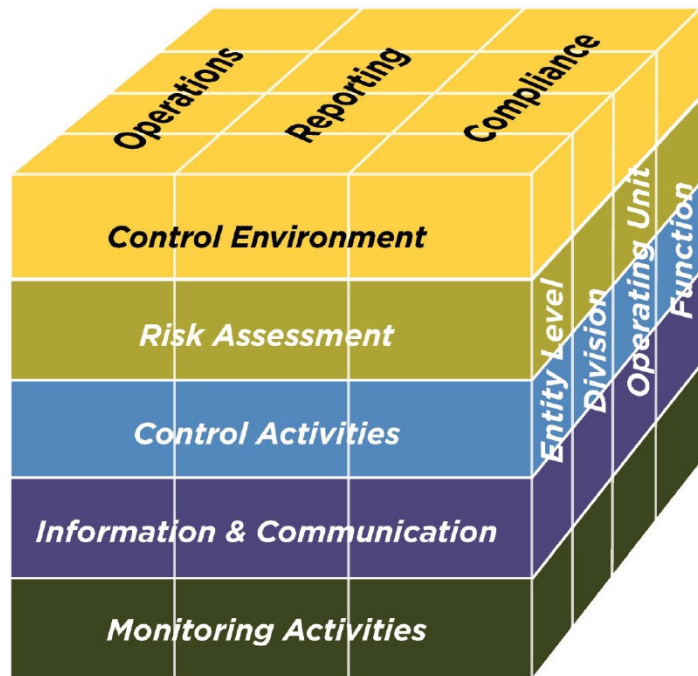 Operations
Reporting
Compliance
Control Environment
Risk Assessment
Control Activities
Information & Communication
Monitoring Activities
Entity Level
Division
Operating Unit
Function